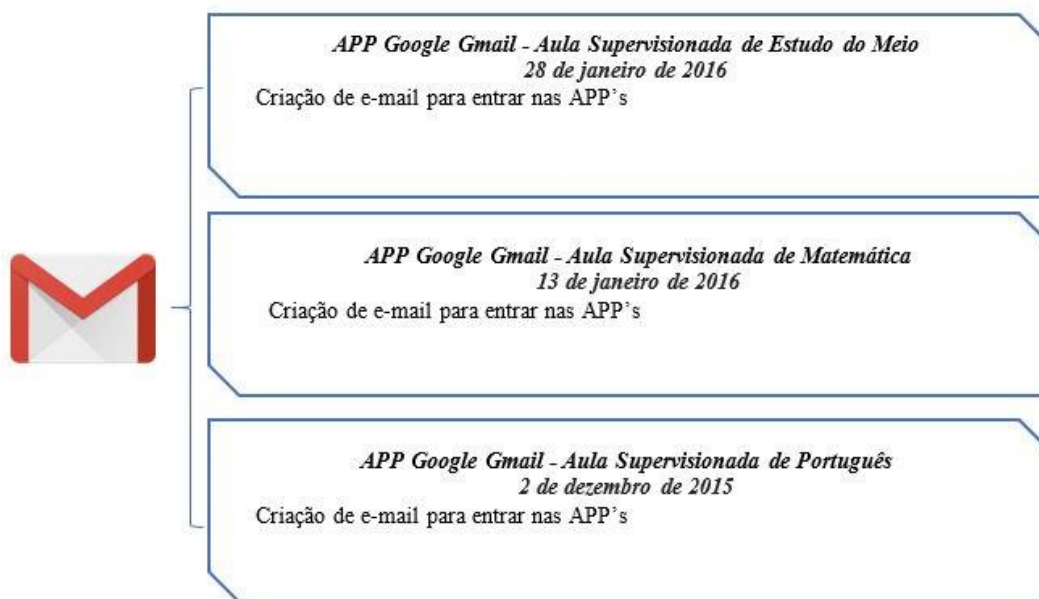 APP Google Gmail - Aula Supervisionada de Estudo do Meio
28 de janeiro de 2016
Criação de e-mail para entrar nas APP's
APP Google Gmail - Aula Supervisionada de Matemática
13 de janeiro de 2016
Criação de e-mail para entrar nas APP's
APP Google Gmail - Aula Supervisionada de Português
2 de dezembro de 2015
Criação de e-mail para entrar nas APP's